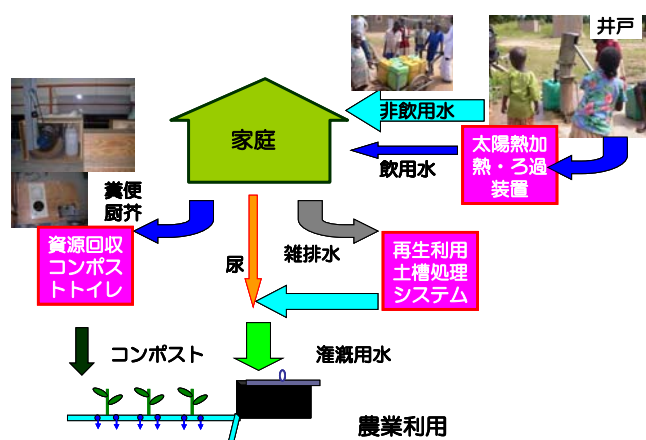 井戸
非飲用水
家庭
太陽熱加
熱・ろ過
装置
飲用水
糞便
厨芥
資源回収
コンポス
トトイレ
尿
雑排水
再生利用
土槽処理
システム
コンポスト
潅漑用水
農業利用